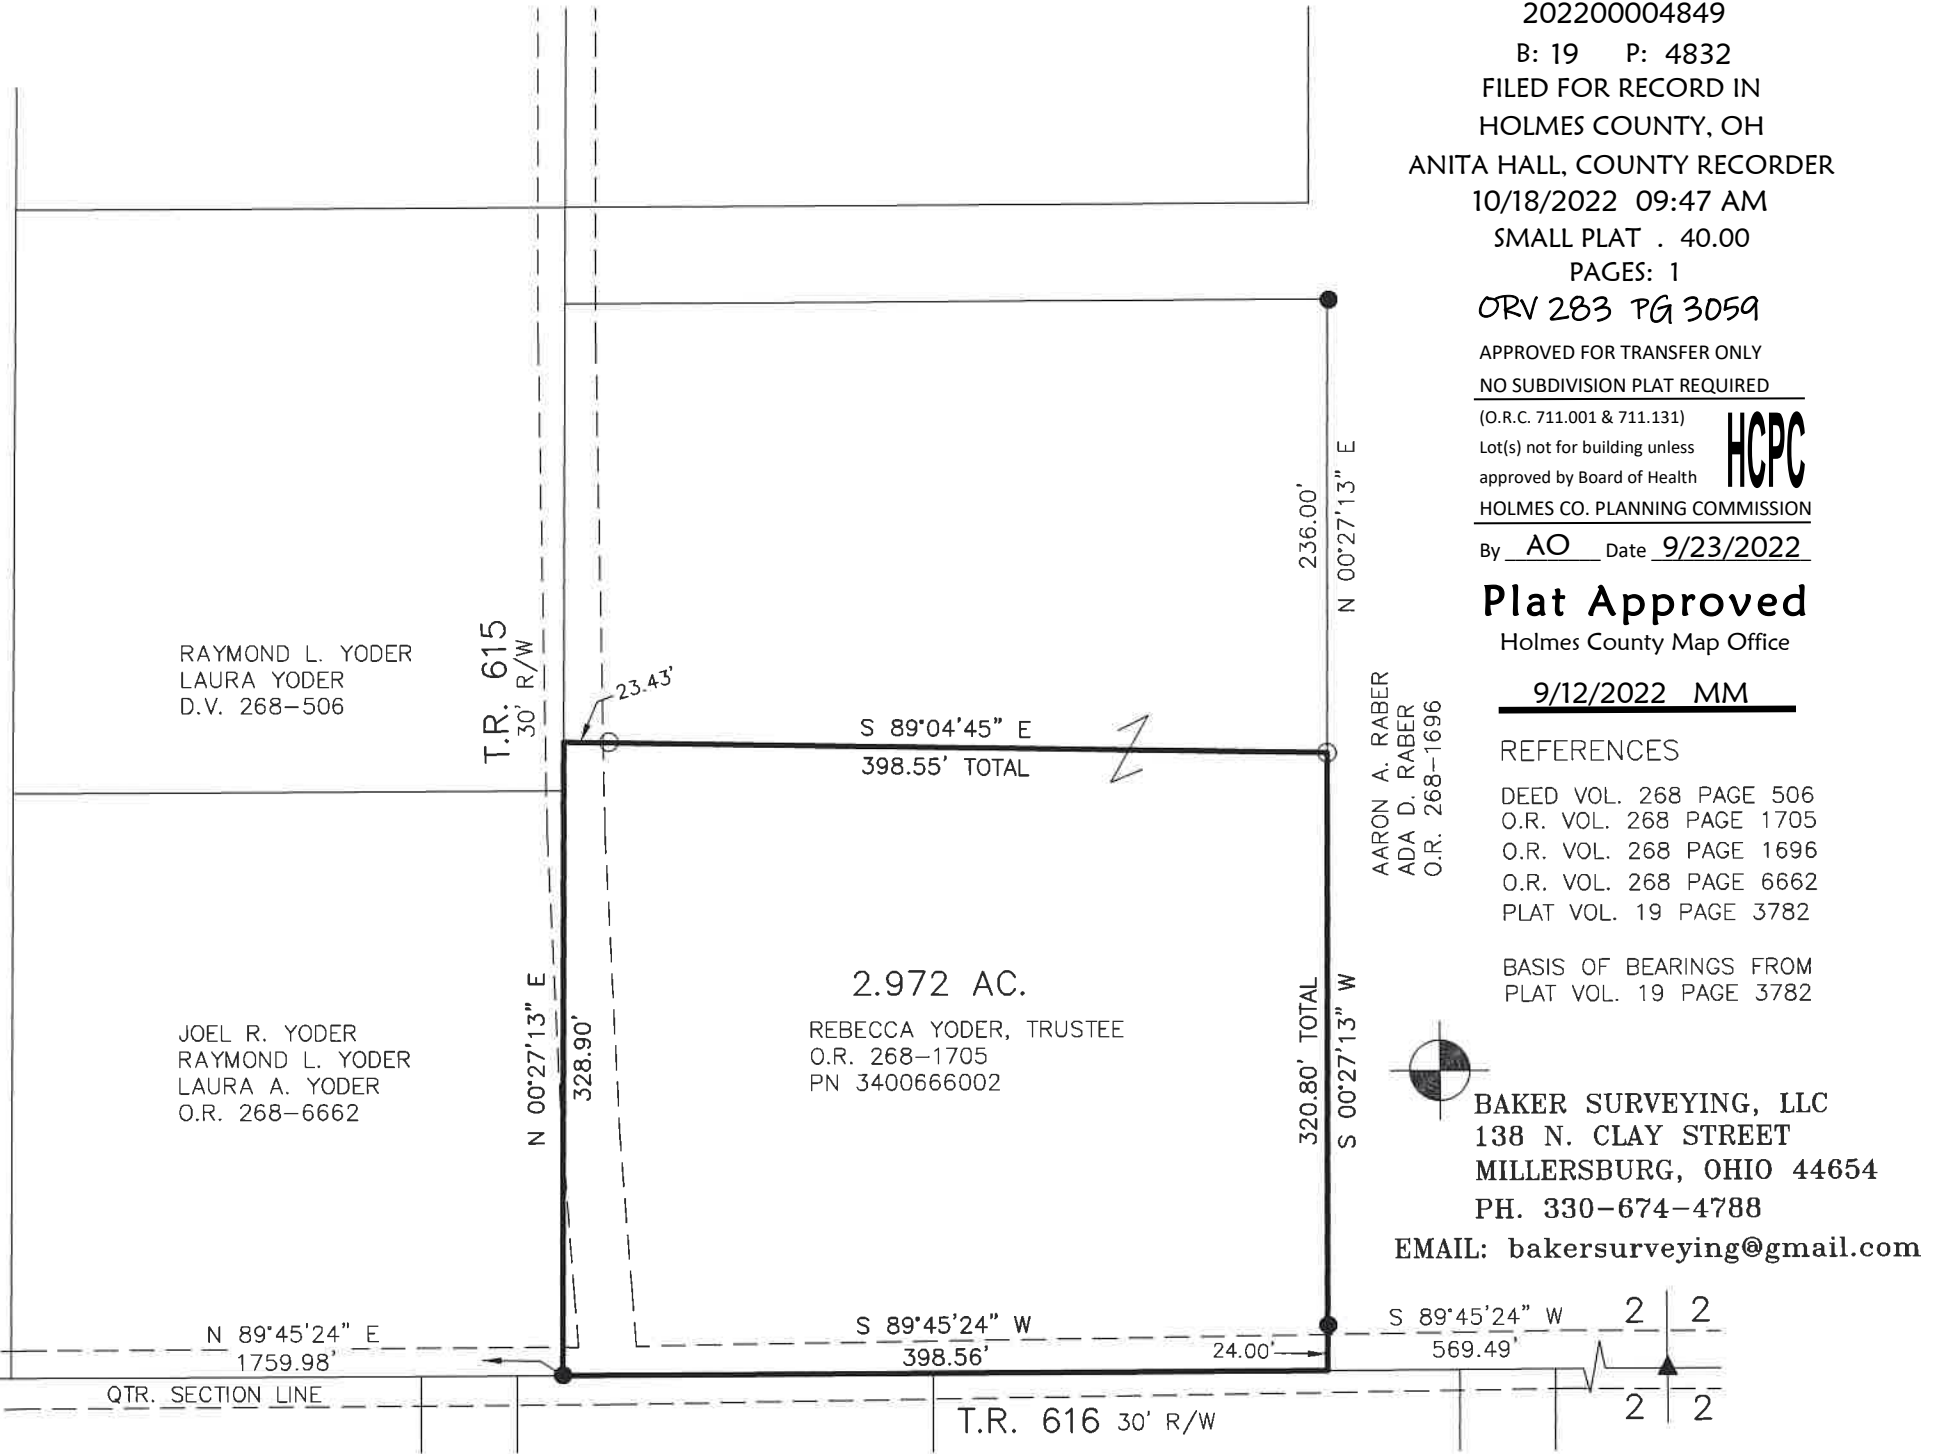 202200004849
B: 19 P: 4832
FILED FOR RECORD IN
HOLMES COUNTY, OH
ANITA HALL, COUNTY RECORDER
10/18/2022 09:47 AM
SMALL PLAT . 40.00
PAGES: 1
ORV 283 PG 3059
APPROVED FOR TRANSFER ONLY
NO SUBDIVISION PLAT REQUIRED
(O.R.C. 711.001 & 711.131)
Lot(s) not for building unless
approved by Board of Health
HCPC
HOLMES CO. PLANNING COMMISSION
By AO Date 9/23/2022
Plat Approved
Holmes County Map Office
9/12/2022 MM
REFERENCES
DEED VOL. 268 PAGE 506
O.R. VOL. 268 PAGE 1705
O.R. VOL. 268 PAGE 1696
O.R. VOL. 268 PAGE 6662
PLAT VOL. 19 PAGE 3782
BASIS OF BEARINGS FROM
PLAT VOL. 19 PAGE 3782
BAKER SURVEYING, LLC
138 N. CLAY STREET
MILLERSBURG, OHIO 44654
PH. 330-674-4788
EMAIL: bakersurveying@gmail.com
236.00'
N 00°27'13" E
RAYMOND L. YODER
LAURA YODER
D.V. 268-506
T.R. 615
30' R/W
23.43'
S 89°04'45" E
398.55' TOTAL
AARON A. RABER
ADA D. RABER
O.R. 268-1696
JOEL R. YODER
RAYMOND L. YODER
LAURA A. YODER
O.R. 268-6662
N 00°27'13" E
328.90'
2.972 AC.
REBECCA YODER, TRUSTEE
O.R. 268-1705
PN 3400666002
320.80' TOTAL
S 00°27'13" W
N 89°45'24" E
1759.98'
QTR. SECTION LINE
S 89°45'24" W
398.56'
24.00'
S 89°45'24" W
569.49'
2 2
2 2
T.R. 616 30' R/W